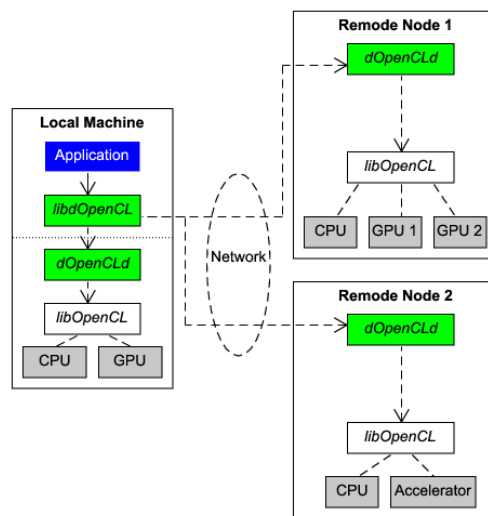 Local Machine
Application
libdOpenCL
dOpenCLd
libOpenCL
CPU GPU
Network
Remode Node 1
dOpenCLd
libOpenCL
CPU GPU 1 GPU 2
Remode Node 2
dOpenCLd
libOpenCL
CPU Accelerator